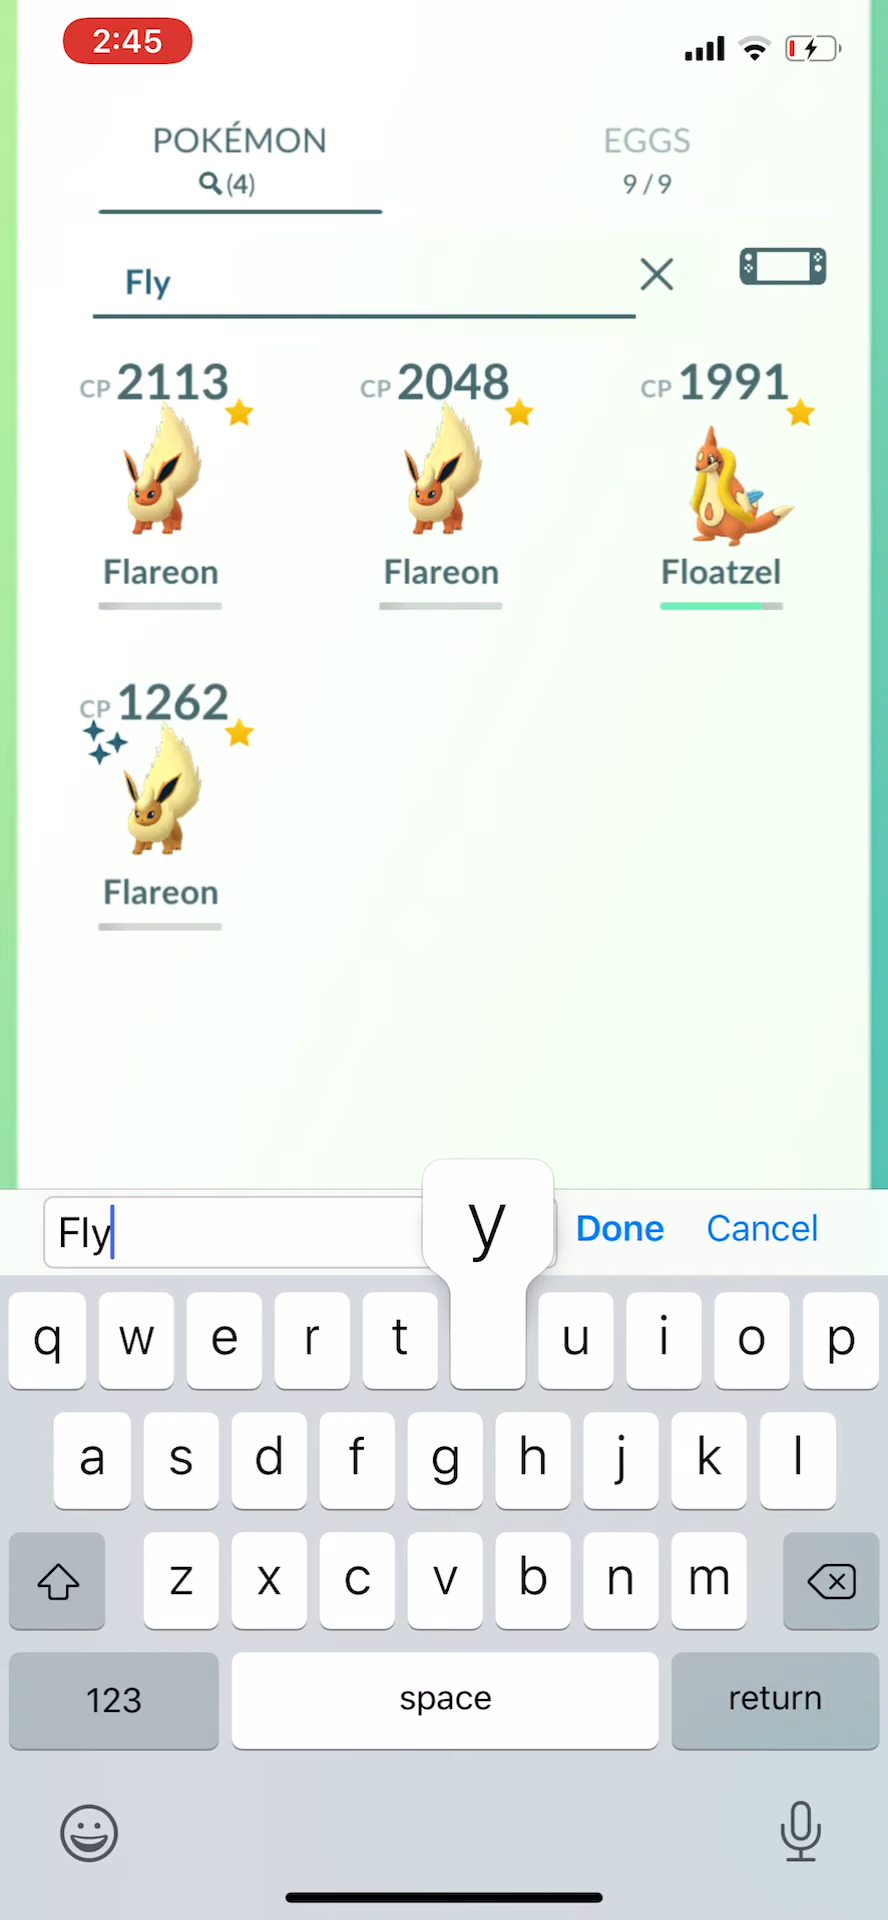 2:45
POKÉMON
EGGS
(4)
9 / 9
Fly
CP 2113
CP 2048
CP 1991
Flareon
Flareon
Floatzel
CP 1262
Flareon
Fly
y
Done
Cancel
q w e r t u i o p
a s d f g h j k l
z x c v b n m
123
space
return